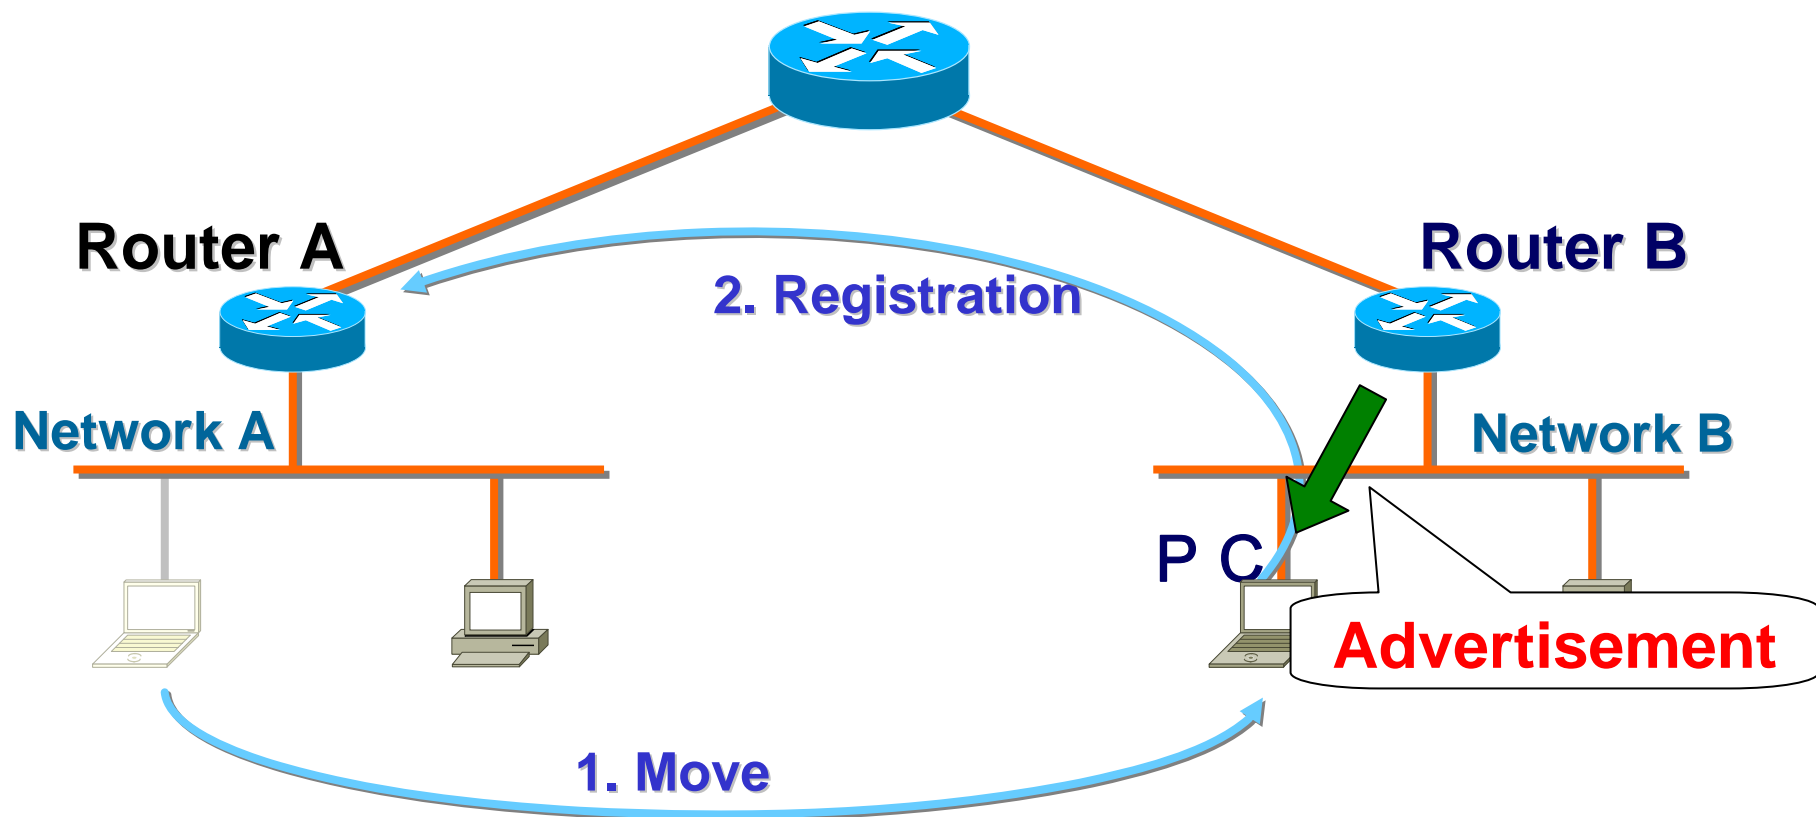 Router A
Router B
2. Registration
Network A
Network B
P C
Advertisement
1. Move